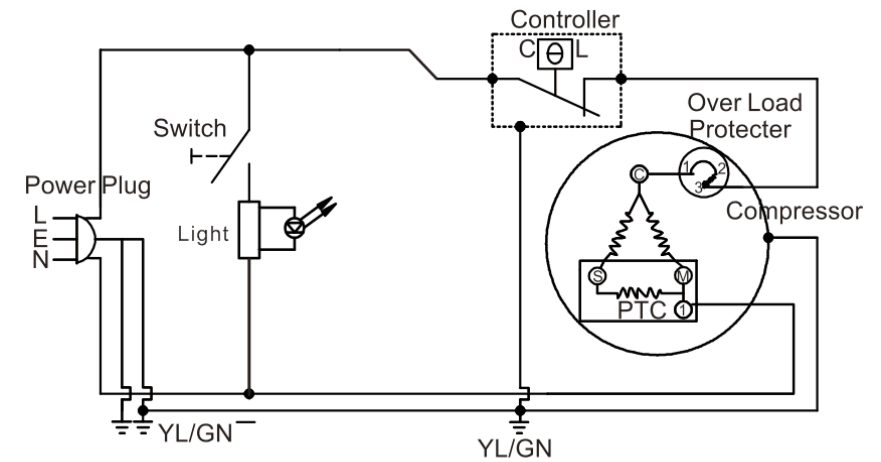 Controller
C θ L
Over Load
Protecter
Switch
1 2
3
C
Power Plug
L
E
N
Compressor
Light
S M
PTC 1
YL/GN
YL/GN